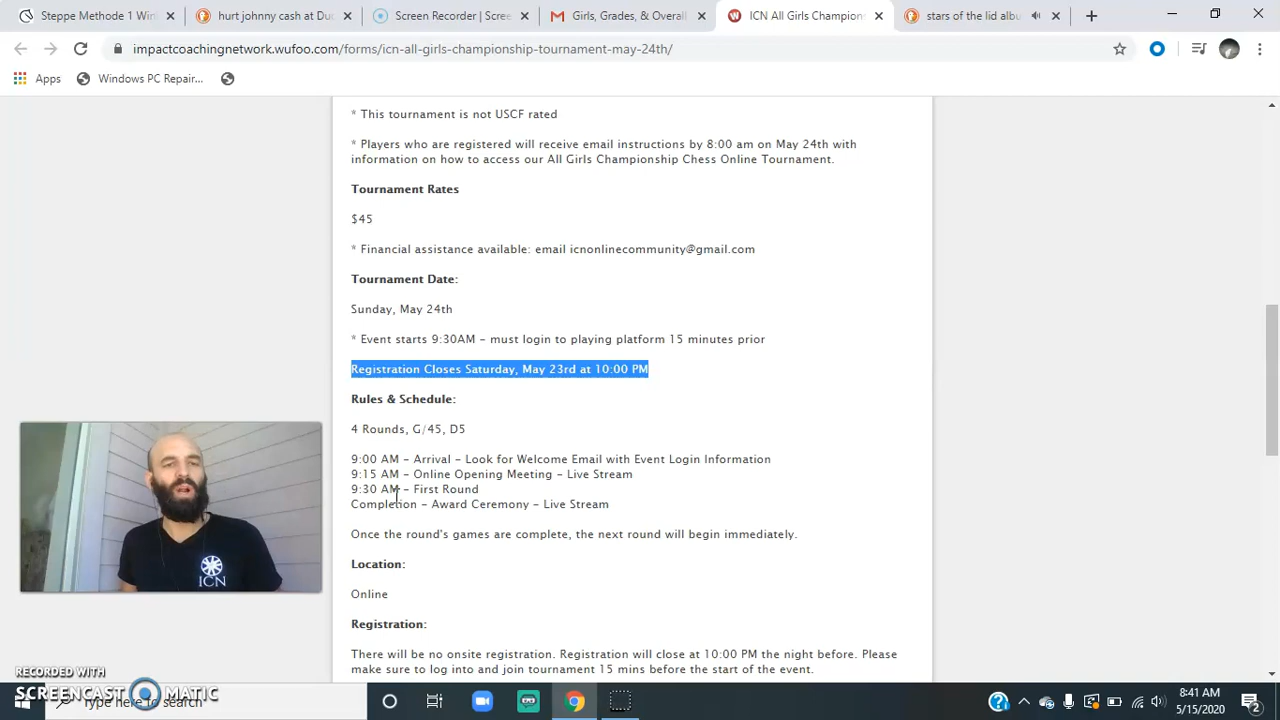 Steppe Methode 1 Wi
hurt johnny cash at Du
Screen Recorder | Scree
Girls, Grades, & Overall
ICN All Girls Champion
stars of the lid albu
impactcoachingnetwork.wufoo.com/forms/icn-all-girls-championship-tournament-may-24th/
Apps
Windows PC Repair...
* This tournament is not USCF rated
* Players who are registered will receive email instructions by 8:00 am on May 24th with
information on how to access our All Girls Championship Chess Online Tournament.
Tournament Rates
$45
* Financial assistance available: email icnonlinecommunity@gmail.com
Tournament Date:
Sunday, May 24th
* Event starts 9:30AM – must login to playing platform 15 minutes prior
Registration Closes Saturday, May 23rd at 10:00 PM
Rules & Schedule:
4 Rounds, G/45, D5
9:00 AM – Arrival – Look for Welcome Email with Event Login Information
9:15 AM – Online Opening Meeting – Live Stream
9:30 AM – First Round
Completion – Award Ceremony – Live Stream
Once the round's games are complete, the next round will begin immediately.
Location:
Online
Registration:
There will be no onsite registration. Registration will close at 10:00 PM the night before. Please
make sure to log into and join tournament 15 mins before the start of the event.
ICN
RECORDED WITH
SCREENCAST MATIC
Type here to search
8:41 AM
5/15/2020
2